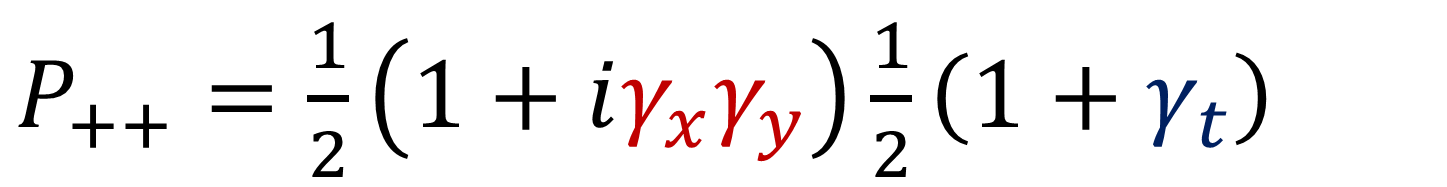 P₊₊ = ½(1 + iγₓγᵧ)½(1 + γₜ)